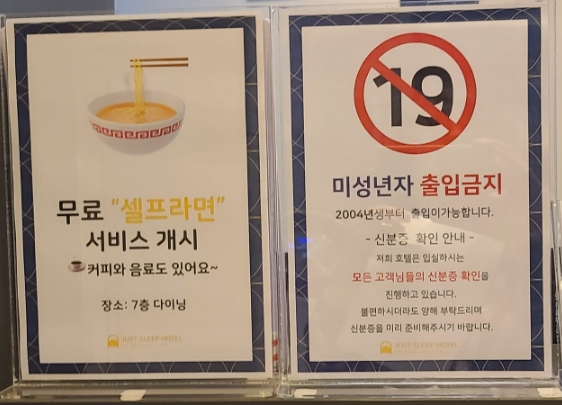 무료 "셀프라면"
서비스 개시
커피와 음료도 있어요~
장소: 7층 다이닝
JUST SLEEP HOTEL
19
미성년자 출입금지
2004년생부터 출입이가능합니다.
- 신분증 확인 안내 -
저희 호텔은 입실하시는
모든 고객님들의 신분증 확인을
진행하고 있습니다.
불편하시더라도 양해 부탁드리며
신분증을 미리 준비해주시기 바랍니다.
JUST SLEEP HOTEL